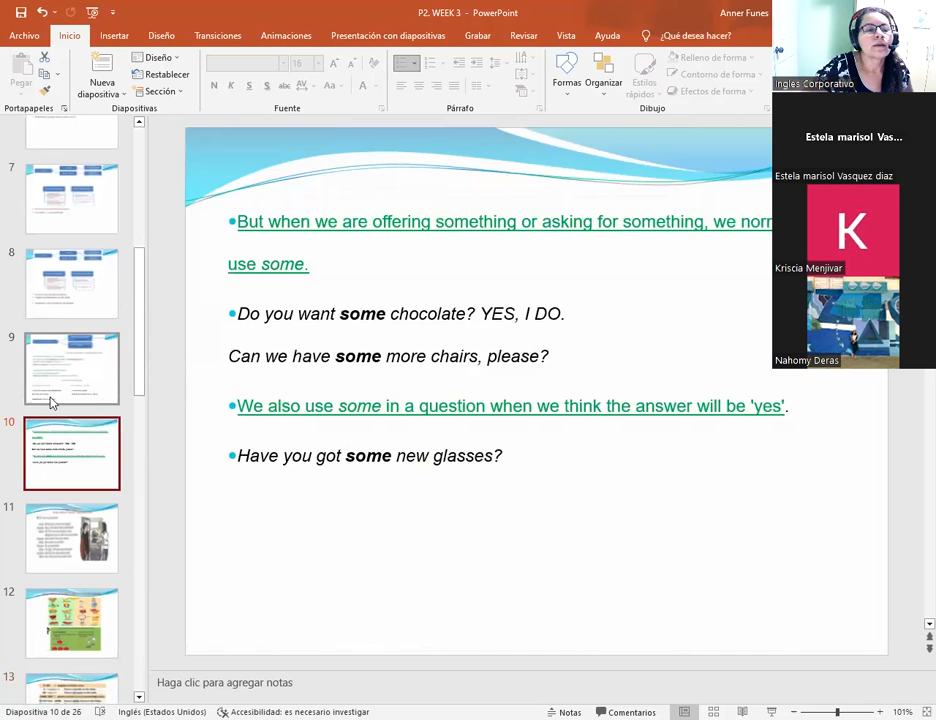 P2. WEEK 3 - PowerPoint
Anner Funes
Archivo Inicio Insertar Diseño Transiciones Animaciones Presentación con diapositivas Grabar Revisar Vista Ayuda ¿Qué desea hacer?
Pegar
Nueva diapositiva
Diseño
Restablecer
Sección
16
N K S S abc AV Aa A
Formas Organizar Estilos rápidos
Relleno de forma
Contorno de forma
Efectos de forma
Portapapeles Diapositivas Fuente Párrafo Dibujo
Ingles Corporativo
Estela marisol Vas...
Estela marisol Vasquez diaz
K
Kriscia Menjivar
Nahomy Deras
7
8
9
10
11
12
13
•But when we are offering something or asking for something, we norm
use some.
•Do you want some chocolate? YES, I DO.
Can we have some more chairs, please?
•We also use some in a question when we think the answer will be 'yes'.
•Have you got some new glasses?
Haga clic para agregar notas
Diapositiva 10 de 26 Inglés (Estados Unidos) Accesibilidad: es necesario investigar Notas Comentarios 101%